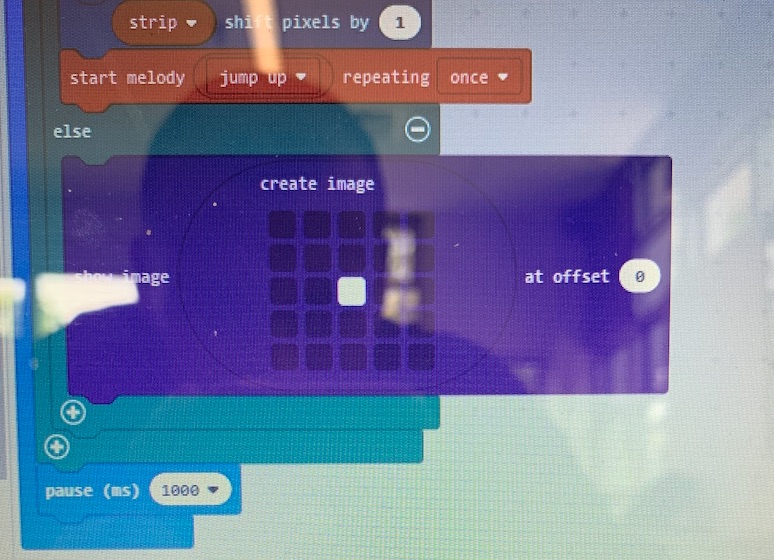 strip shift pixels by 1
start melody jump up repeating once
else
create image
show image at offset 0
pause (ms) 1000